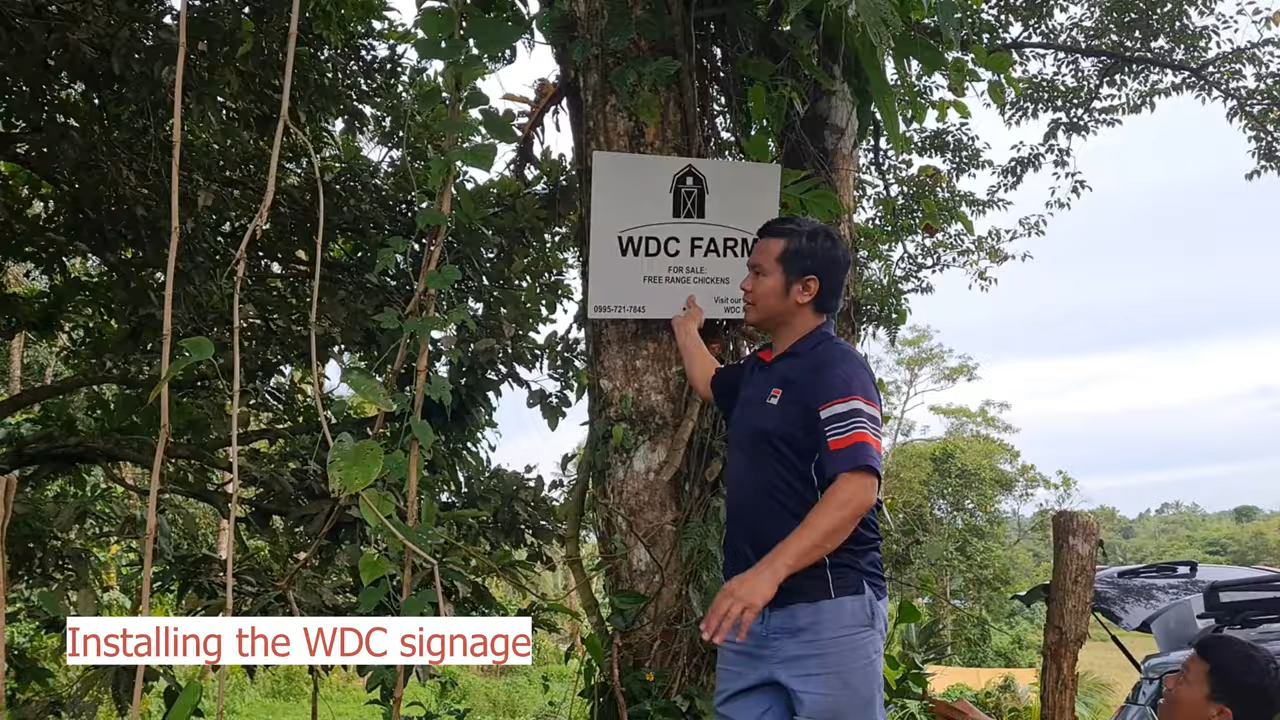 WDC FARM
FOR SALE:
FREE RANGE CHICKENS
Visit our
0995-721-7845
WDC
Installing the WDC signage